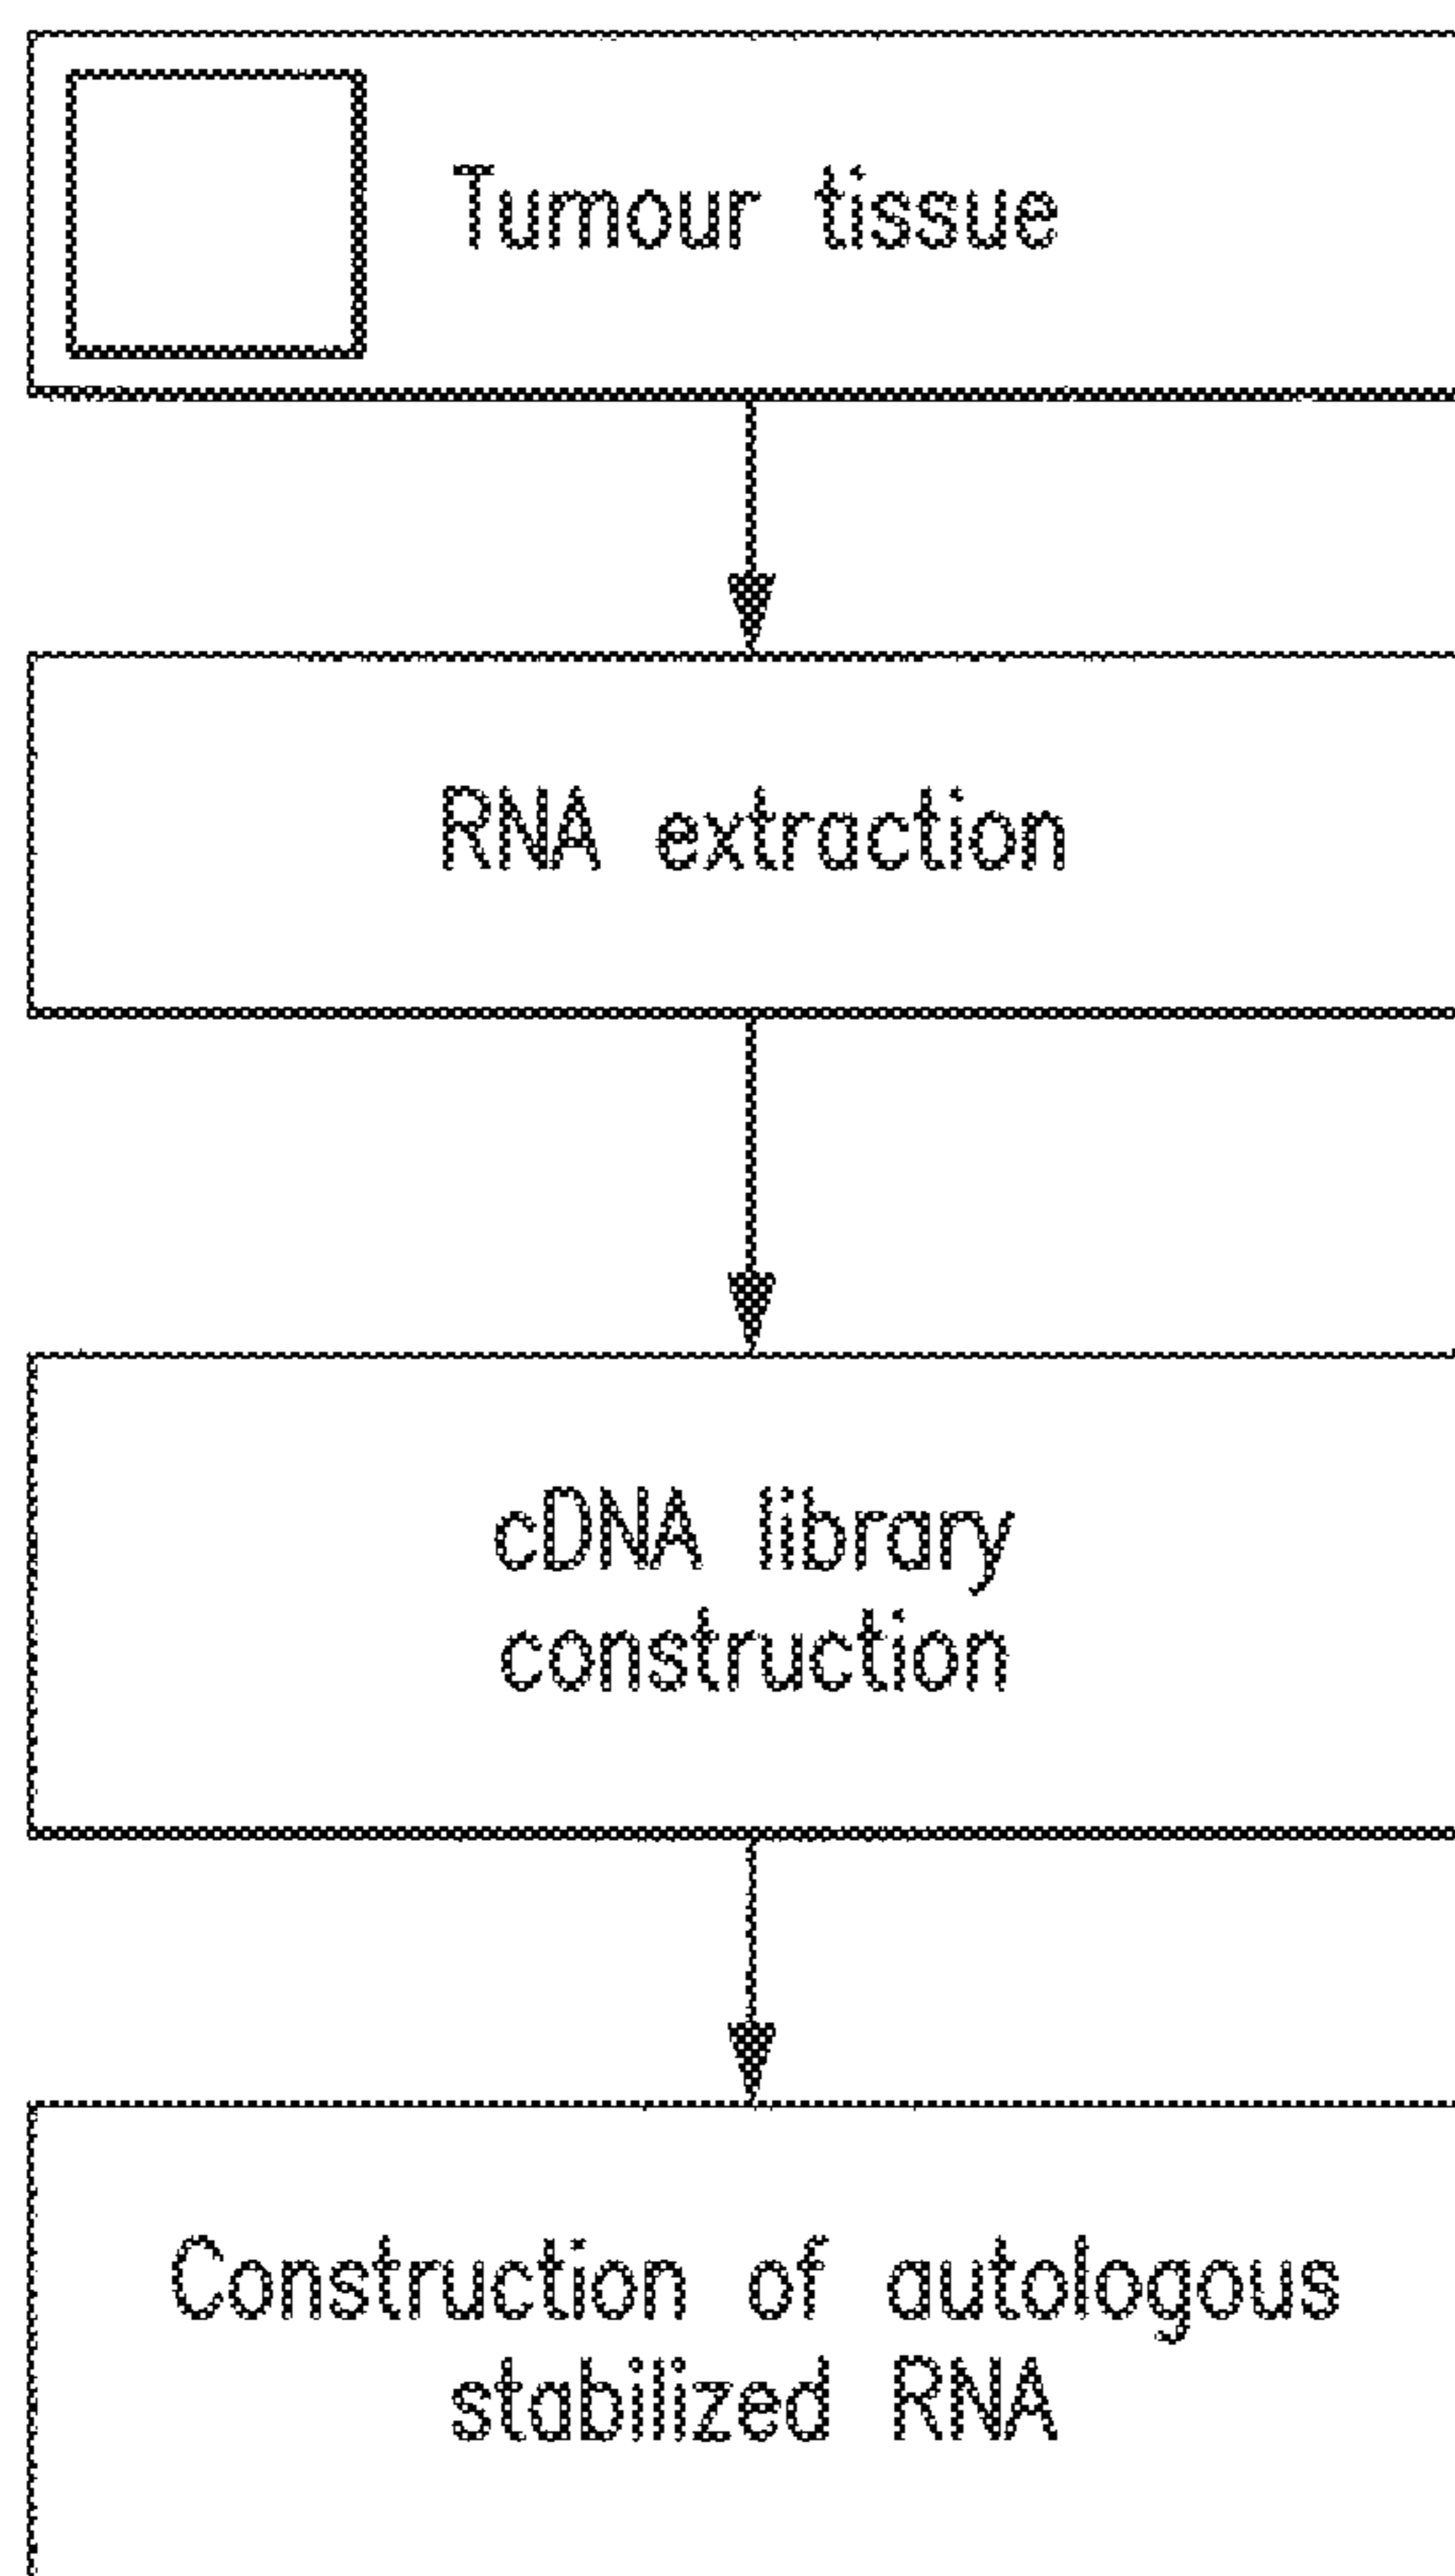 Tumour tissue
RNA extraction
cDNA library
construction
Construction of autologous
stabilized RNA